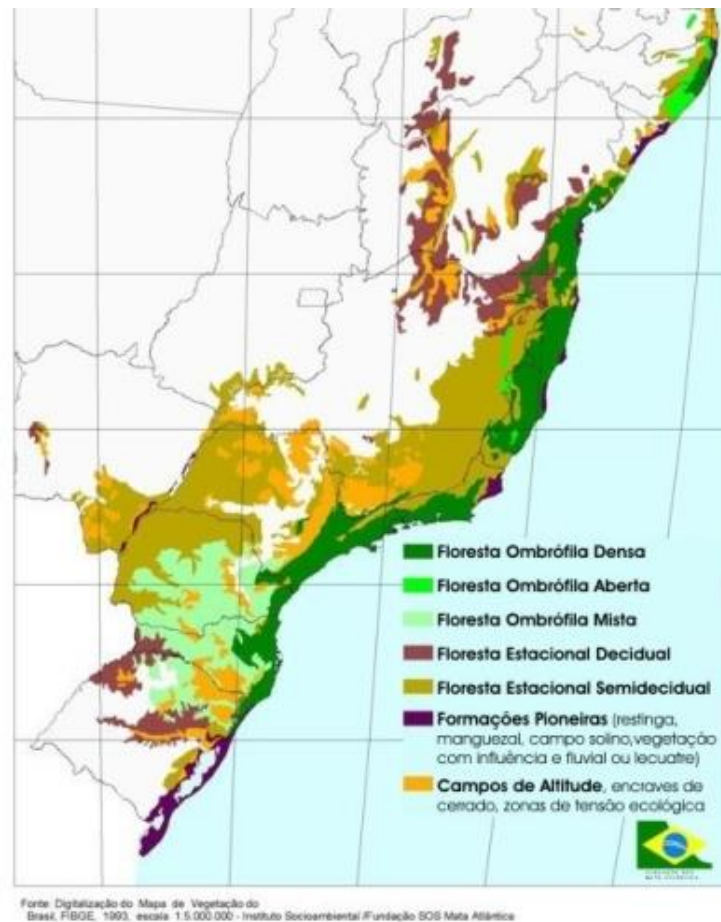 Floresta Ombrófila Densa
Floresta Ombrófila Aberta
Floresta Ombrófila Mista
Floresta Estacional Decidual
Floresta Estacional Semidecidual
Formações Pioneiras (restinga,
manguezal, campo salino,vegetação
com influência e fluvial ou lecuatre)
Campos de Altitude, encraves de
cerrado, zonas de tensão ecológica
Fonte: Digitalização do Mapa de Vegetação do
Brasil, FIBGE, 1993, escala 1:5.000.000 - Instituto Socioambiental /Fundação SOS Mata Atlântica